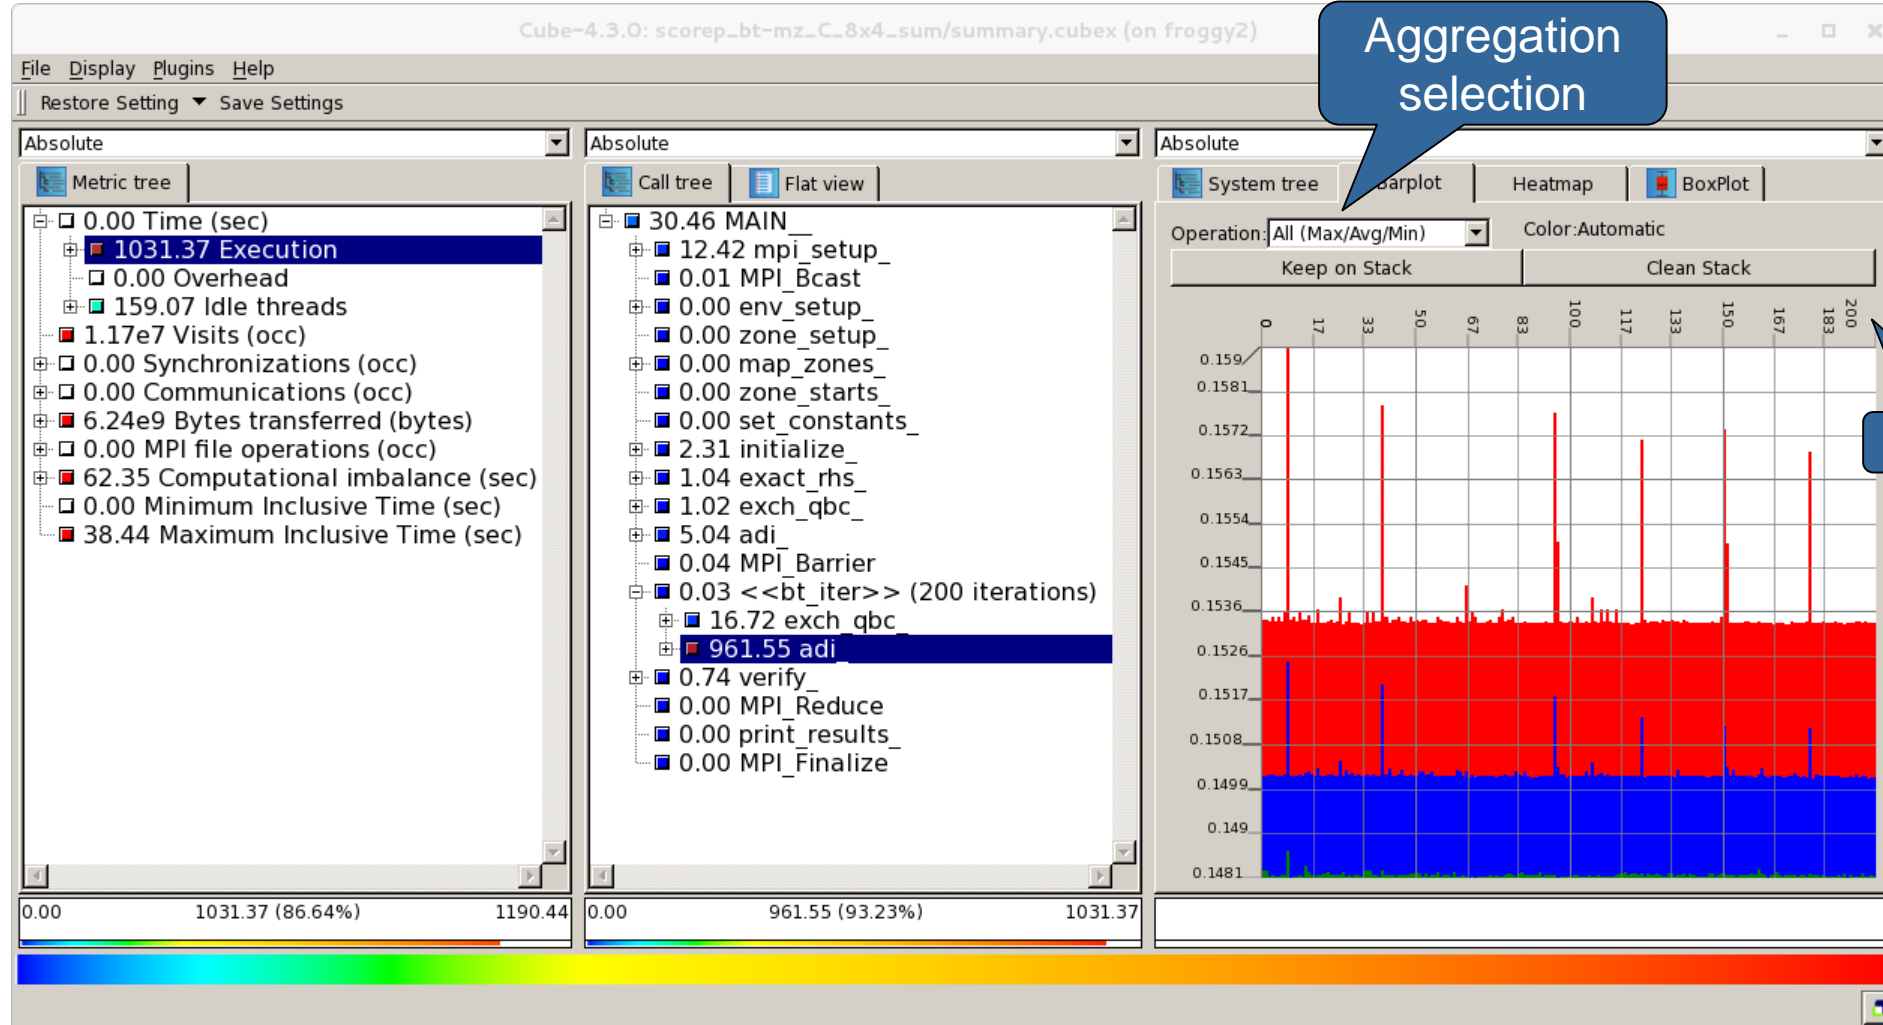 Cube-4.3.0: scorep_bt-mz_C_8x4_sum/summary.cubex (on froggy2)
Aggregation
selection
File Display Plugins Help
Restore Setting Save Settings
Absolute
Metric tree
0.00 Time (sec)
1031.37 Execution
0.00 Overhead
159.07 Idle threads
1.17e7 Visits (occ)
0.00 Synchronizations (occ)
0.00 Communications (occ)
6.24e9 Bytes transferred (bytes)
0.00 MPI file operations (occ)
62.35 Computational imbalance (sec)
0.00 Minimum Inclusive Time (sec)
38.44 Maximum Inclusive Time (sec)
0.00 1031.37 (86.64%) 1190.44
Absolute
Call tree Flat view
30.46 MAIN__
12.42 mpi_setup_
0.01 MPI_Bcast
0.00 env_setup_
0.00 zone_setup_
0.00 map_zones_
0.00 zone_starts_
0.00 set_constants_
2.31 initialize_
1.04 exact_rhs_
1.02 exch_qbc_
5.04 adi_
0.04 MPI_Barrier
0.03 <<bt_iter>> (200 iterations)
16.72 exch_qbc_
961.55 adi_
0.74 verify_
0.00 MPI_Reduce
0.00 print_results_
0.00 MPI_Finalize
0.00 961.55 (93.23%) 1031.37
Absolute
System tree Barplot Heatmap BoxPlot
Operation: All (Max/Avg/Min) Color:Automatic
Keep on Stack Clean Stack
0 17 33 50 67 83 100 117 133 150 167 183 200
0.159
0.1581
0.1572
0.1563
0.1554
0.1545
0.1536
0.1526
0.1517
0.1508
0.1499
0.149
0.1481